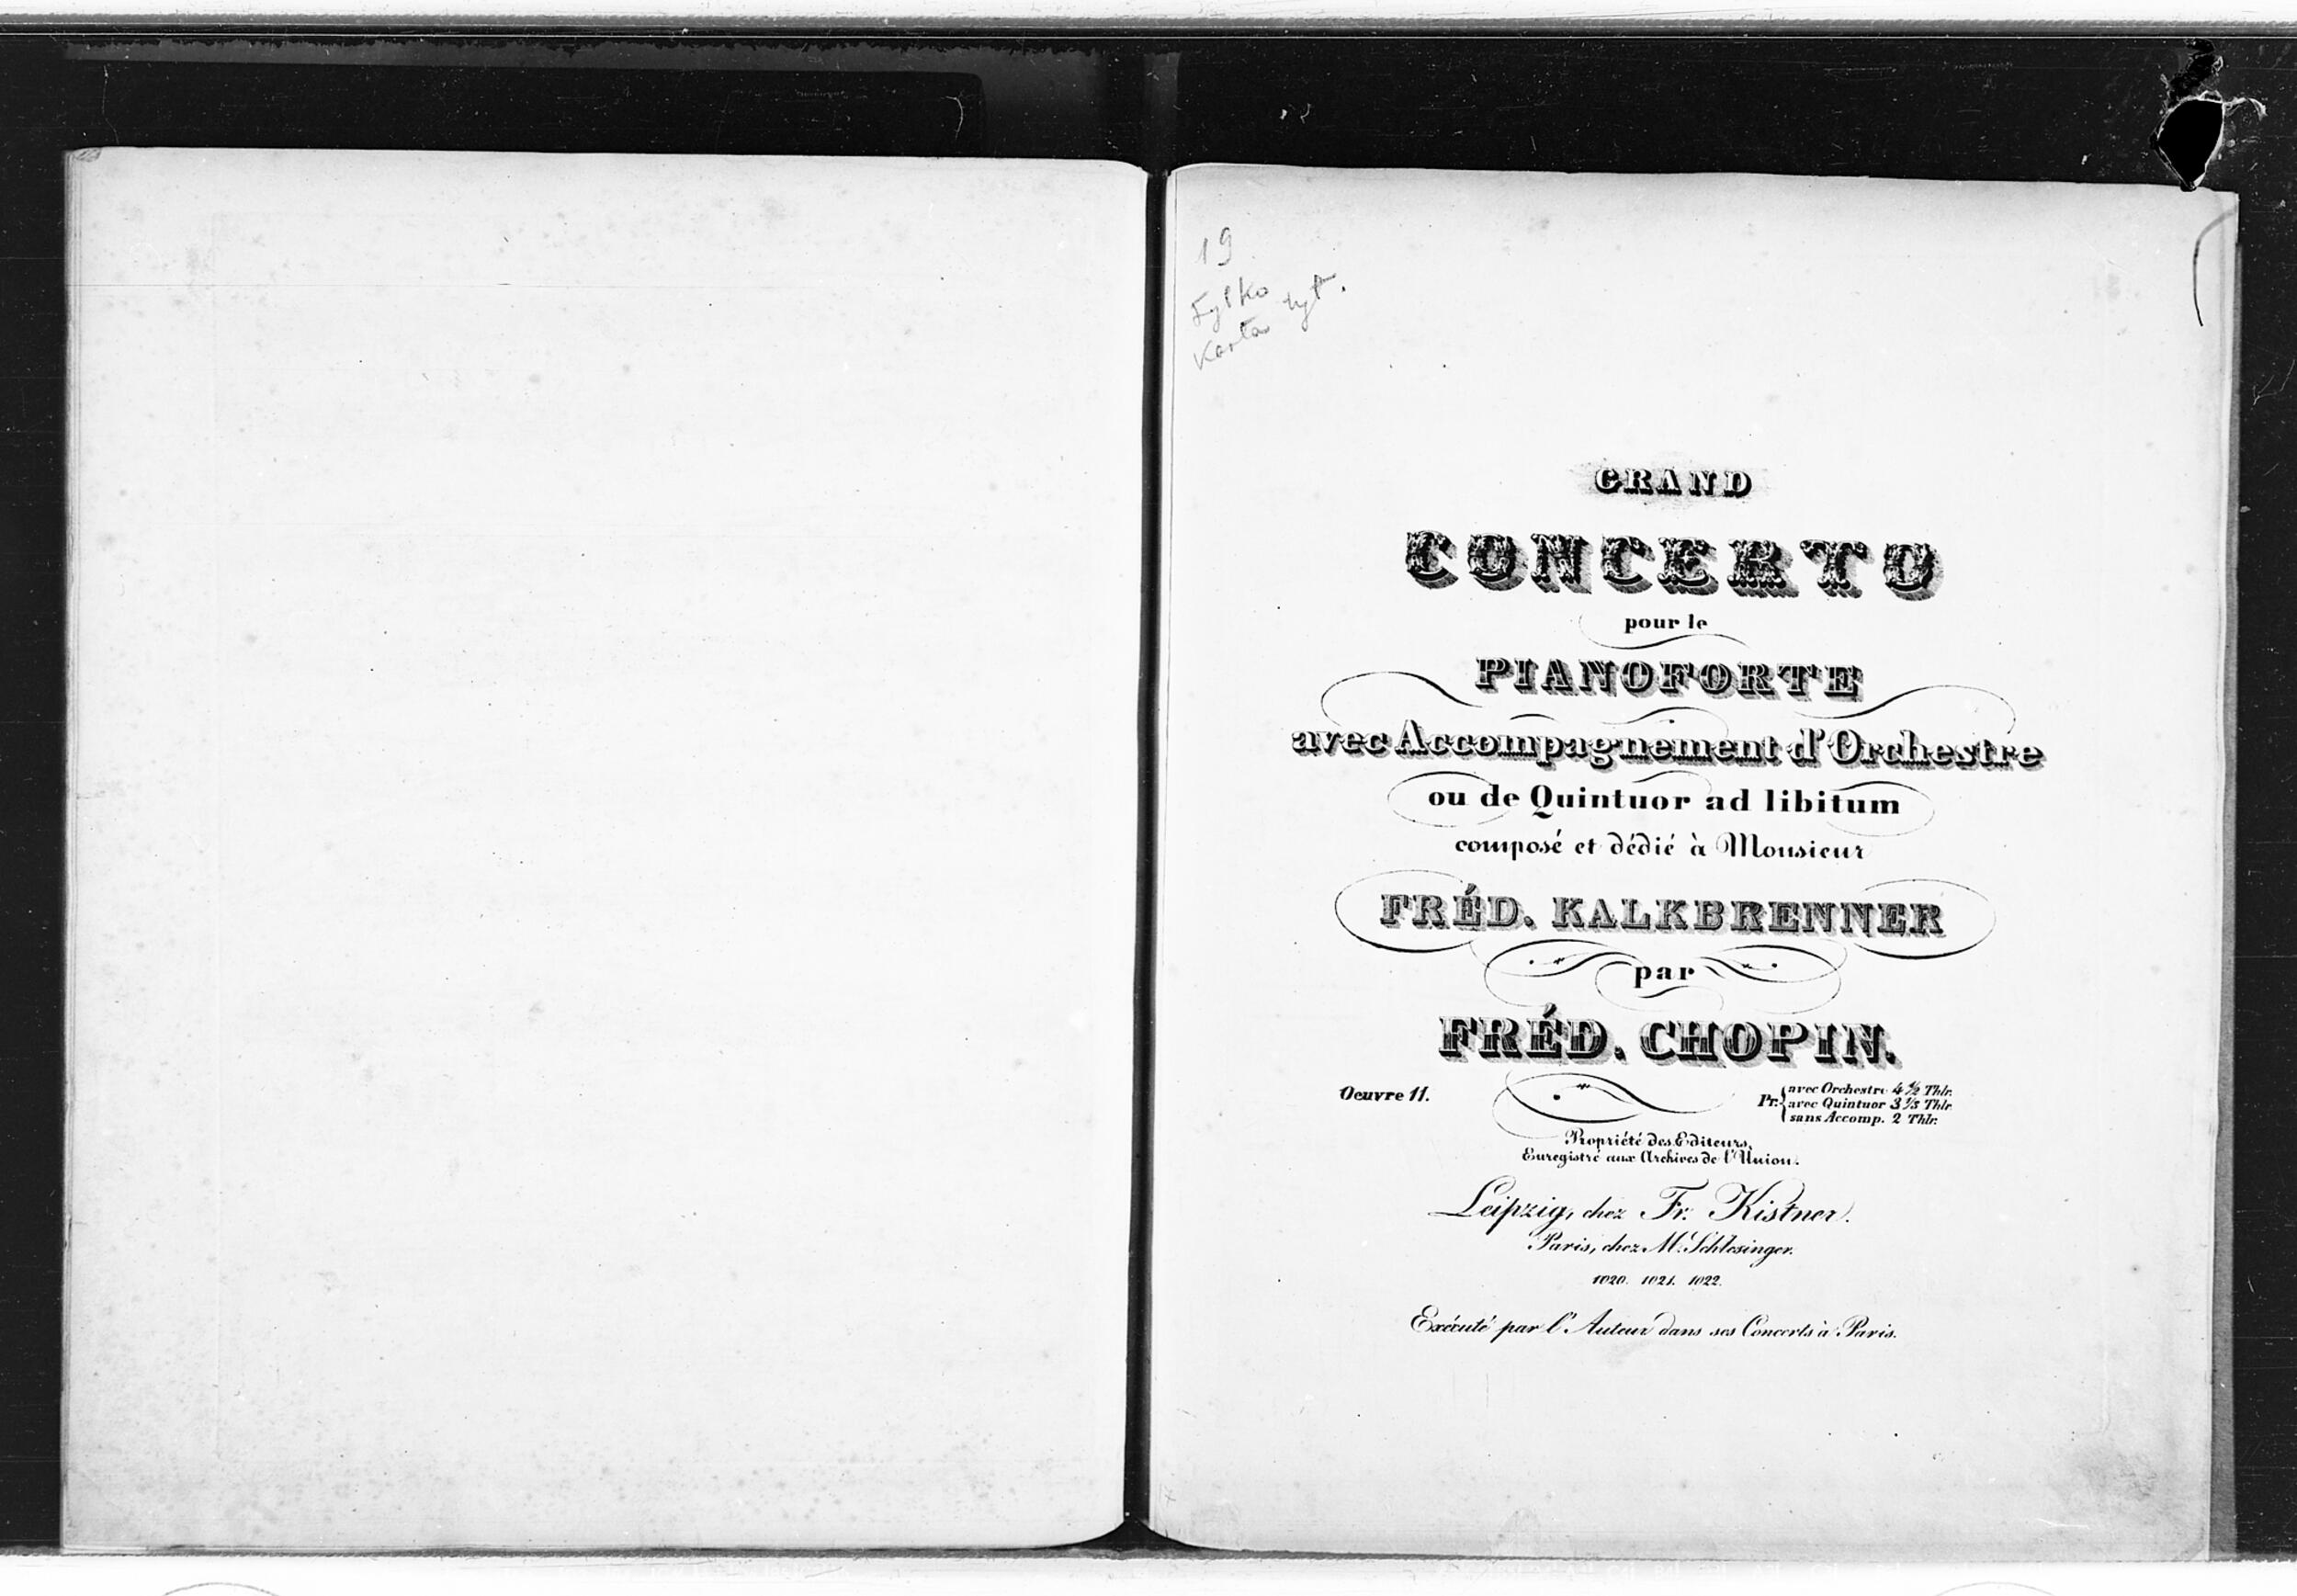 19
Tylko
karta tyt.
GRAND
CONCERTO
pour le
PIANOFORTE
avec Accompagnement d'Orchestre
ou de Quintuor ad libitum
composé et dédié à Monsieur
FRÉD. KALKBRENNER
par
FRÉD. CHOPIN.
Oeuvre 11.
Pr. avec Orchestre 4 1/2 Thlr.
avec Quintuor 3 1/3 Thlr.
sans Accomp. 2 Thlr.
Propriété des Editeurs.
Enregistré aux Archives de l'Union.
Leipzig, chez Fr. Kistner.
Paris, chez M. Schlesinger.
1020. 1021. 1022.
Exécuté par l'Auteur dans ses Concerts à Paris.